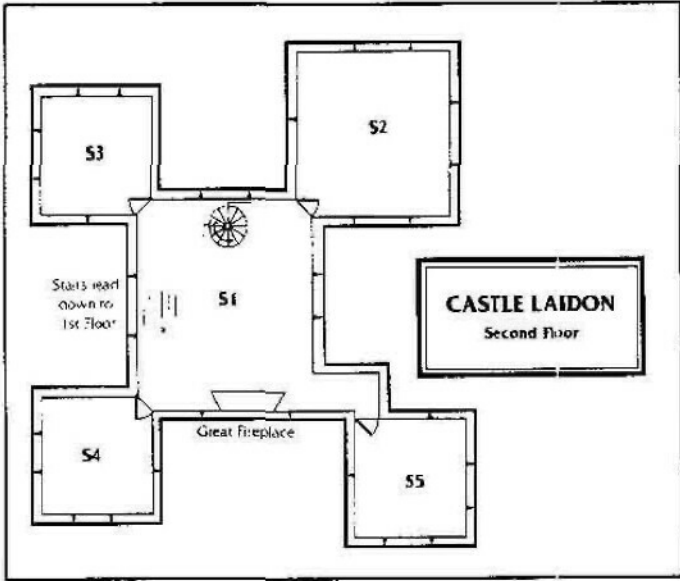 S2
S3
S1
Stairs lead
down to
1st Floor
CASTLE LAIDON
Second Floor
Great Fireplace
S4
S5